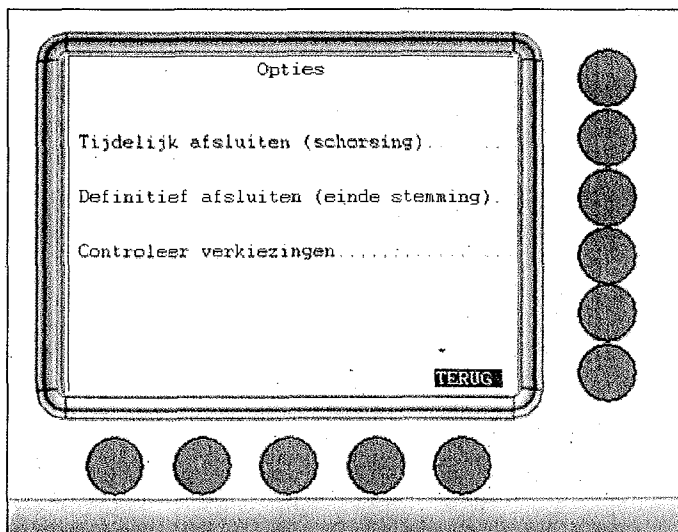 Opties
Tijdelijk afsluiten (schorsing)......
Definitief afsluiten (einde stemming).
Controleer verkiezingen................
TERUG